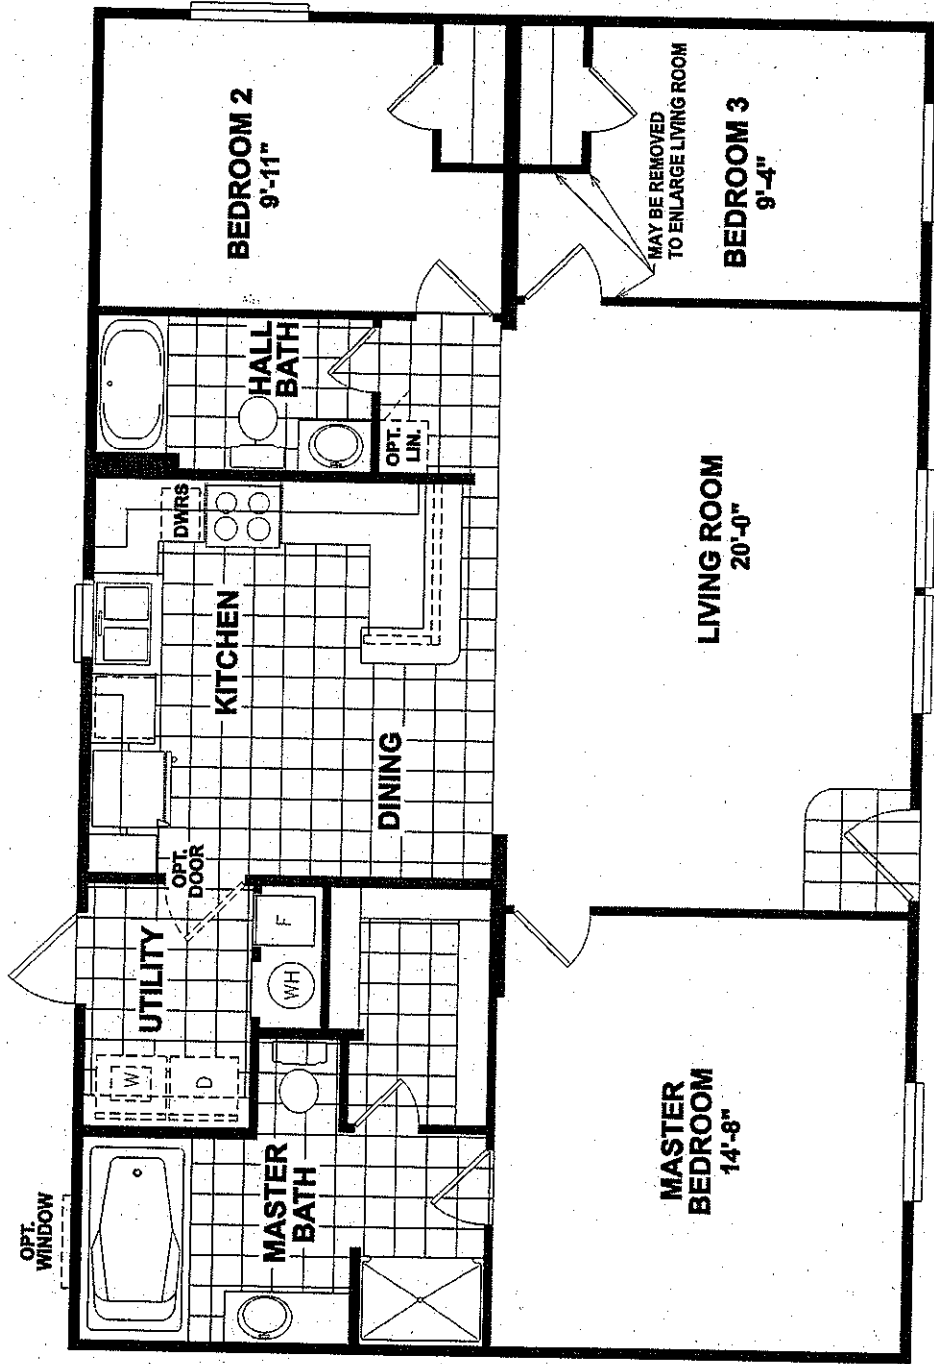 OPT.
WINDOW
MASTER
BATH
UTILITY
W
D
WH
F
OPT.
DOOR
KITCHEN
DINING
DWRS
HALL
BATH
OPT.
LIN.
BEDROOM 2
9'-11"
MASTER
BEDROOM
14'-8"
LIVING ROOM
20'-0"
MAY BE REMOVED
TO ENLARGE LIVING ROOM
BEDROOM 3
9'-4"